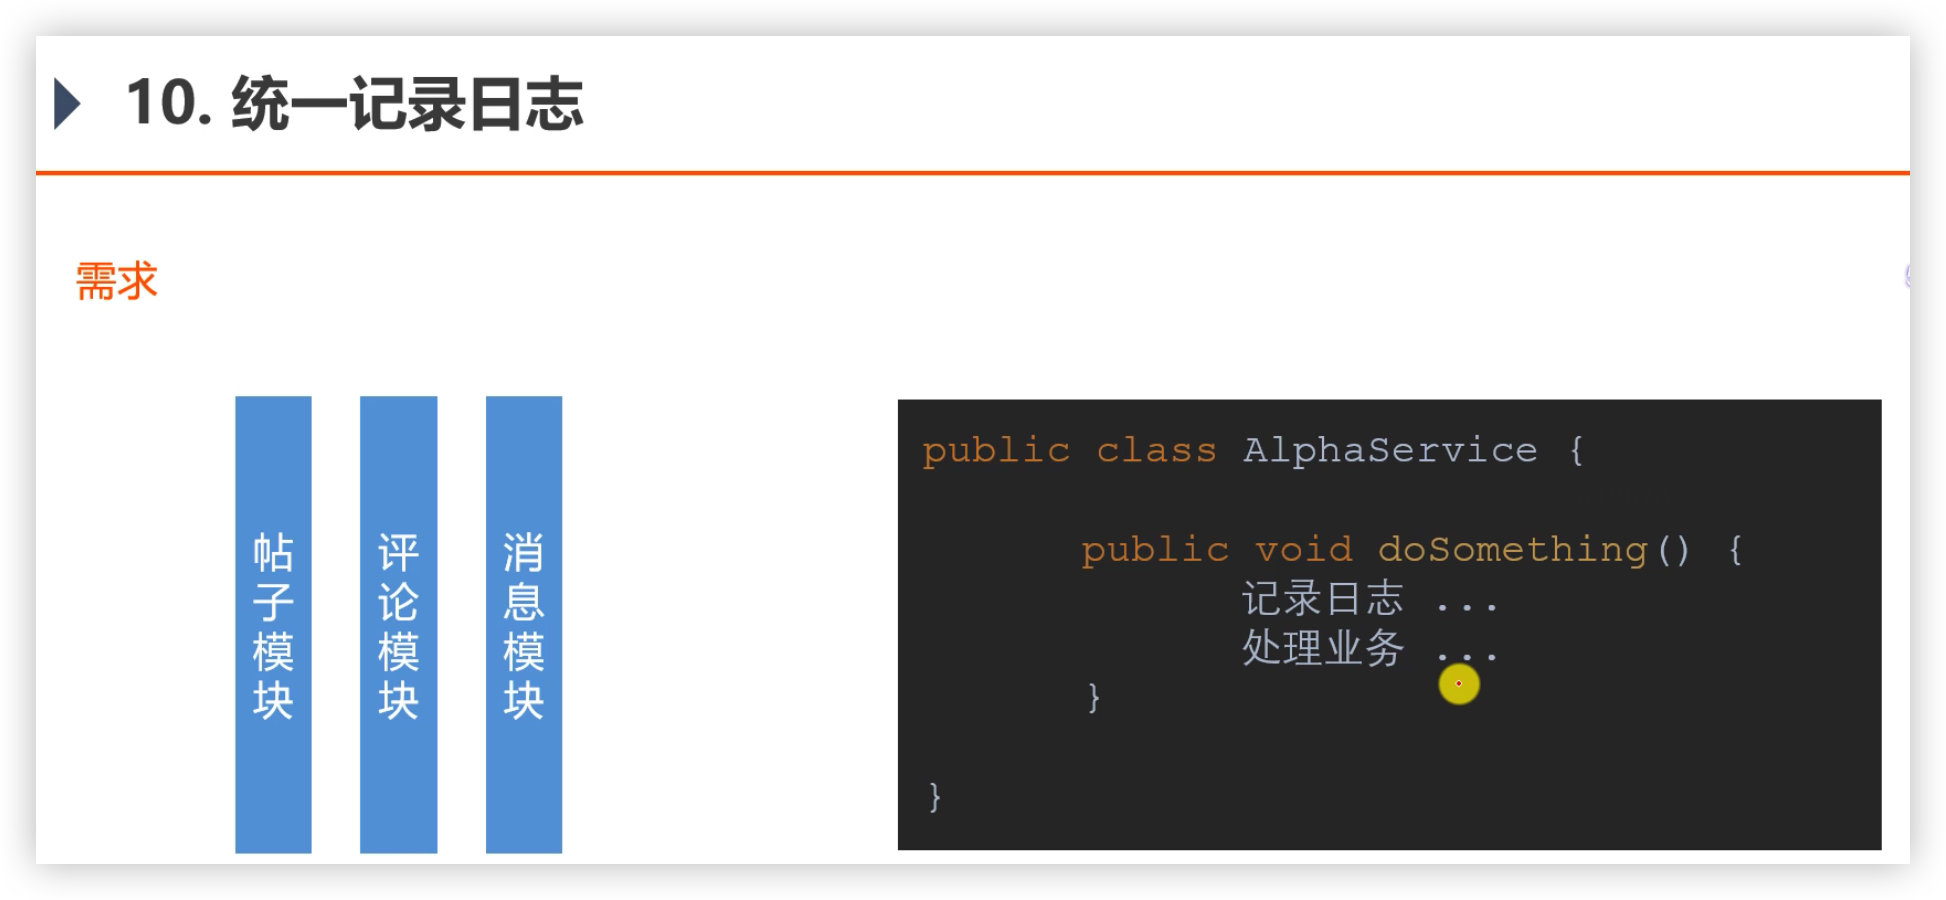 10. 统一记录日志
需求
帖子模块
评论模块
消息模块
public class AlphaService {
public void doSomething() {
记录日志 ...
处理业务 ...
}
}